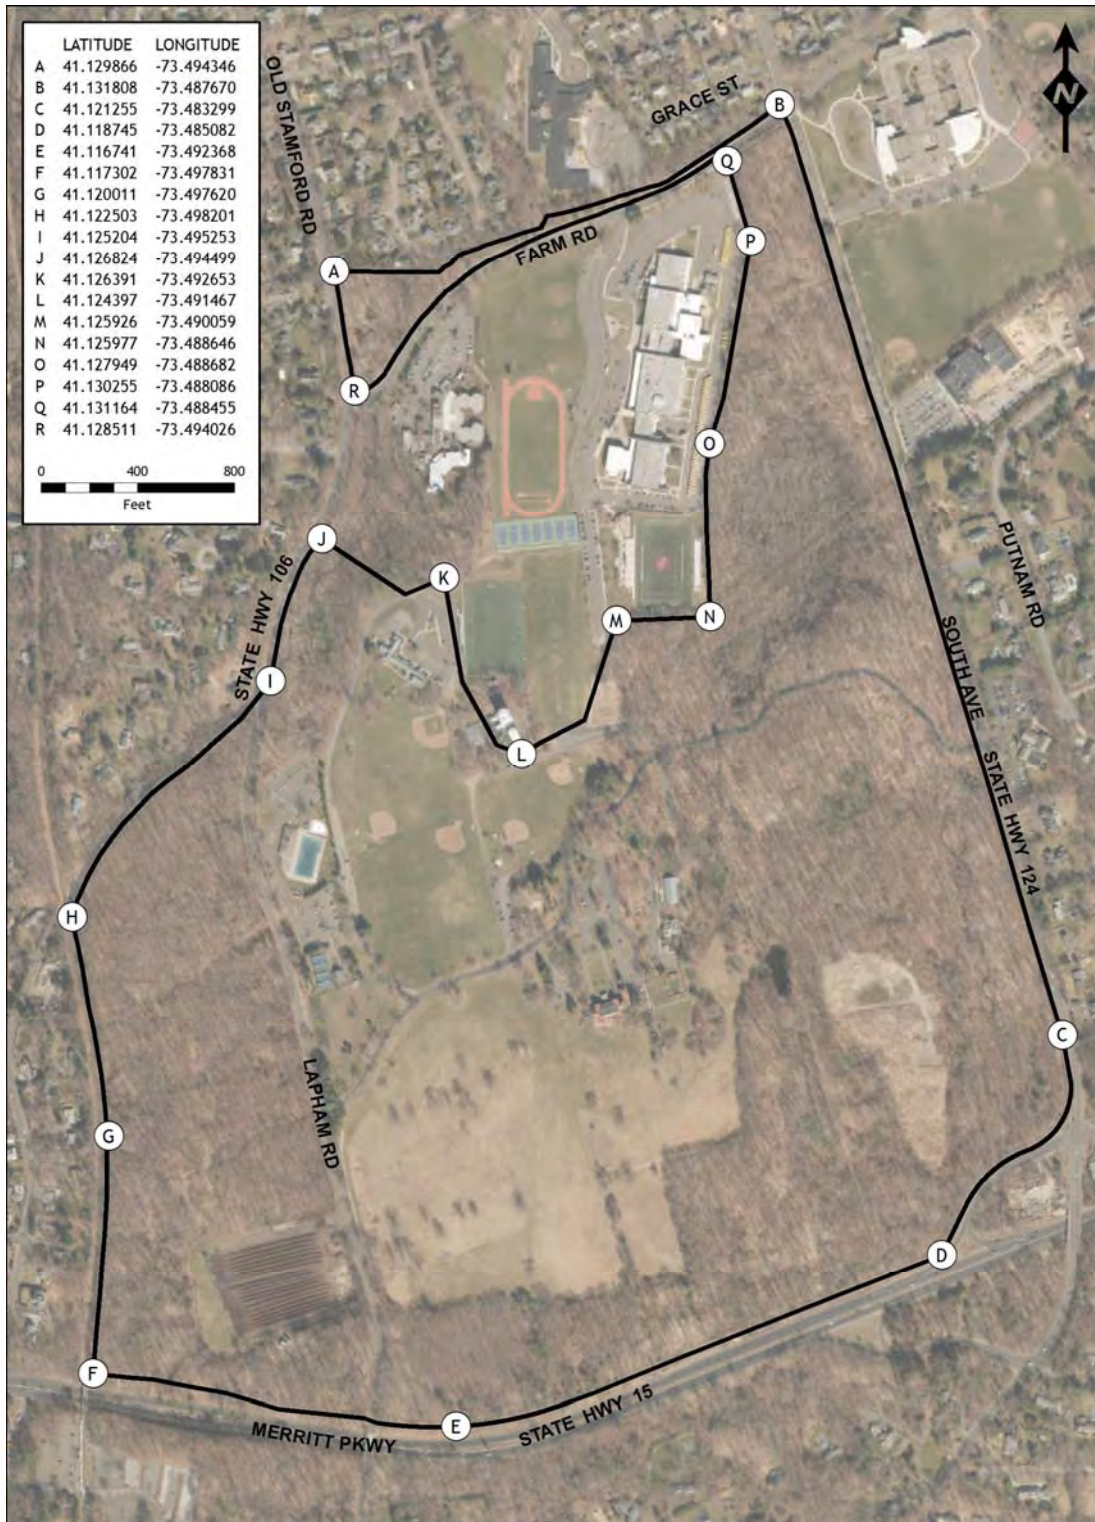 LATITUDE LONGITUDE
A 41.129866 -73.494346
B 41.131808 -73.487670
C 41.121255 -73.483299
D 41.118745 -73.485082
E 41.116741 -73.492368
F 41.117302 -73.497831
G 41.120011 -73.497620
H 41.122503 -73.498201
I 41.125204 -73.495253
J 41.126824 -73.494499
K 41.126391 -73.492653
L 41.124397 -73.491467
M 41.125926 -73.490059
N 41.125977 -73.488646
O 41.127949 -73.488682
P 41.130255 -73.488086
Q 41.131164 -73.488455
R 41.128511 -73.494026
0 400 800
Feet
N
OLD STAMFORD RD
GRACE ST.
B
Q
FARM RD
P
A
R
O
J
K
STATE HWY 106
PUTNAM RD
M
N
SOUTH AVE
I
L
STATE HWY 124
H
C
LAPHAM RD
G
D
F
E
MERRITT PKWY
STATE HWY 15